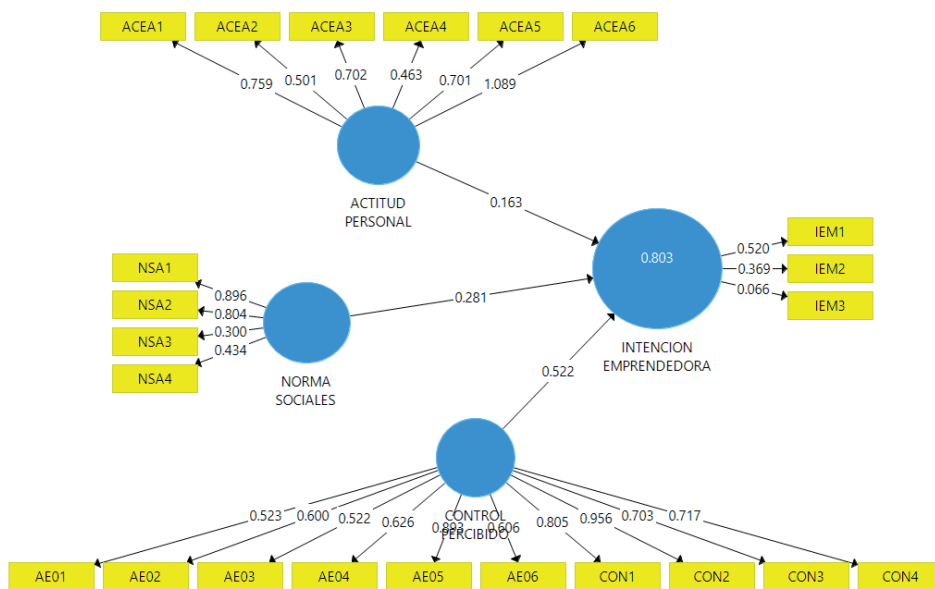 ACEA1 ACEA2 ACEA3 ACEA4 ACEA5 ACEA6
0.759 0.501 0.702 0.463 0.701 1.089
ACTITUD
PERSONAL
0.163
NSA1
NSA2
NSA3
NSA4
0.896
0.804
0.300
0.434
NORMA
SOCIALES
0.281
0.803
INTENCION
EMPRENDEDORA
0.520
0.369
0.066
IEM1
IEM2
IEM3
0.522
CONTROL
PERCIBIDO
0.523 0.600 0.522 0.626 0.893 0.606 0.805 0.956 0.703 0.717
AE01 AE02 AE03 AE04 AE05 AE06 CON1 CON2 CON3 CON4